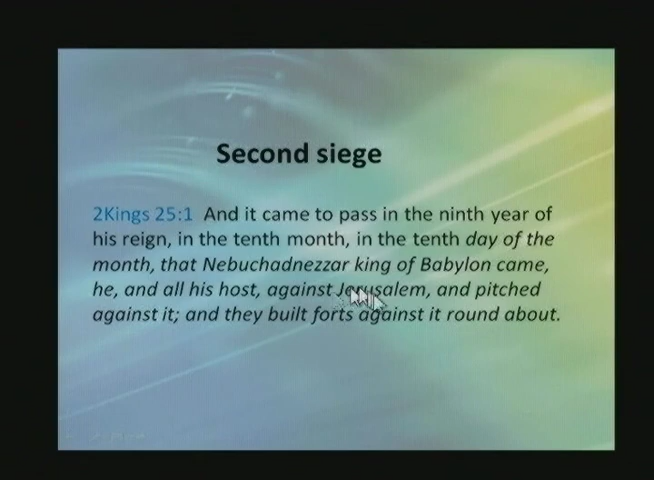 Second siege
2Kings 25:1 And it came to pass in the ninth year of
his reign, in the tenth month, in the tenth day of the
month, that Nebuchadnezzar king of Babylon came,
he, and all his host, against Jerusalem, and pitched
against it; and they built forts against it round about.